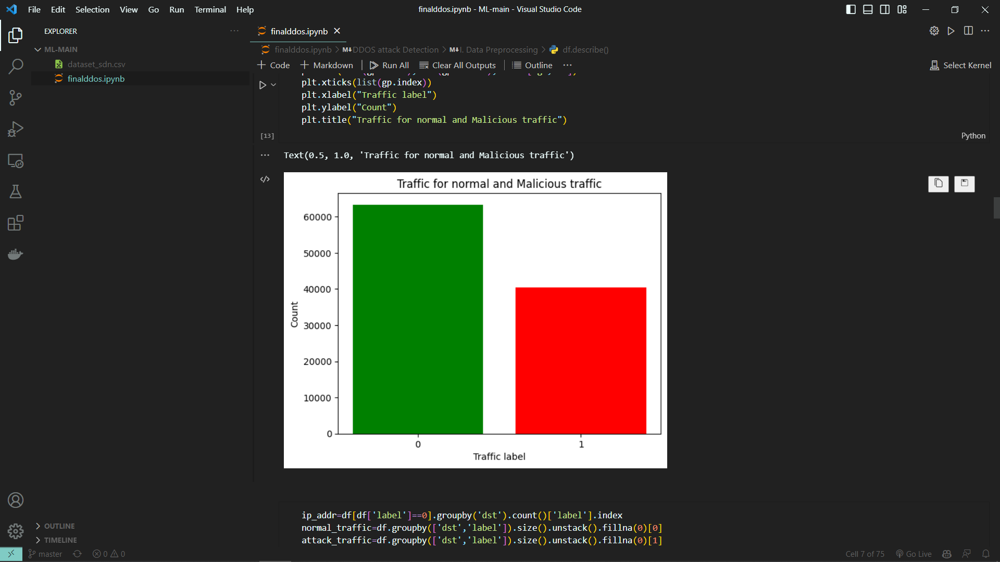 File Edit Selection View Go Run Terminal Help
finalddos.ipynb - ML-main - Visual Studio Code
EXPLORER
finalddos.ipynb
ML-MAIN
finalddos.ipynb > M↓DDOS attack Detection > M↓I. Data Preprocessing > df.describe()
dataset_sdn.csv
finalddos.ipynb
+ Code + Markdown | Run All Clear All Outputs | Outline ...
Select Kernel
plt.xticks(list(gp.index))
plt.xlabel("Traffic label")
plt.ylabel("Count")
plt.title("Traffic for normal and Malicious traffic")
[13]
Python
Text(0.5, 1.0, 'Traffic for normal and Malicious traffic')
Traffic for normal and Malicious traffic
60000
50000
40000
30000
20000
10000
0
Count
0 1
Traffic label
ip_addr=df[df['label']==0].groupby('dst').count()['label'].index
normal_traffic=df.groupby(['dst','label']).size().unstack().fillna(0)[0]
attack_traffic=df.groupby(['dst','label']).size().unstack().fillna(0)[1]
OUTLINE
TIMELINE
master 0 0
Cell 7 of 75 Go Live